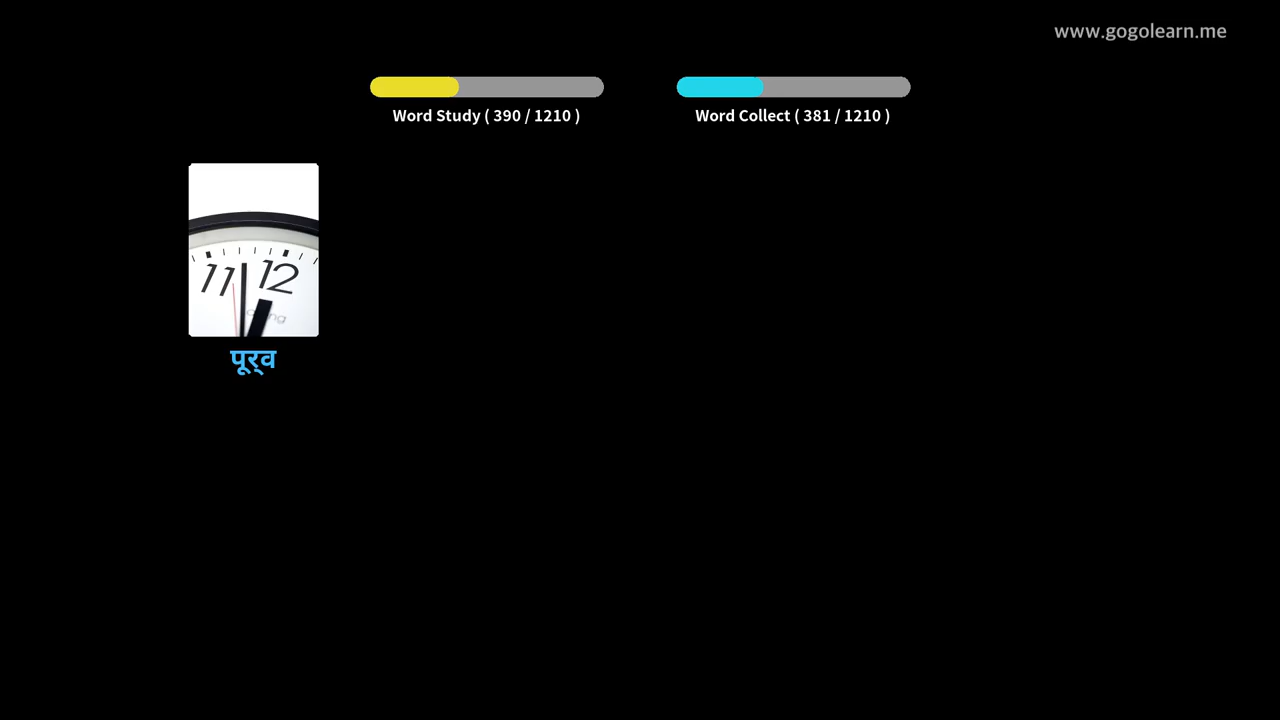 www.gogolearn.me
Word Study ( 390 / 1210 )
Word Collect ( 381 / 1210 )
11 12
पूर्व